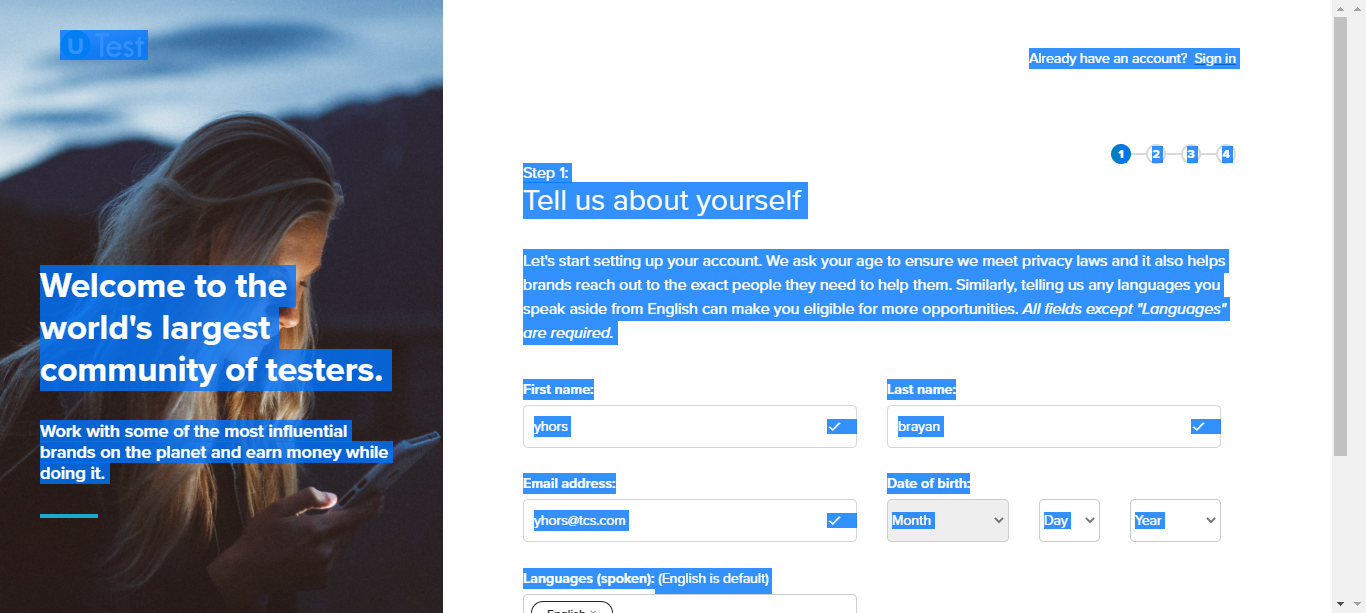 U Test
Already have an account? Sign in
1 2 3 4
Step 1:
Tell us about yourself
Let's start setting up your account. We ask your age to ensure we meet privacy laws and it also helps
brands reach out to the exact people they need to help them. Similarly, telling us any languages you
speak aside from English can make you eligible for more opportunities. All fields except "Languages"
are required.
Welcome to the
world's largest
community of testers.
Work with some of the most influential
brands on the planet and earn money while
doing it.
First name: Last name:
yhors brayan
Email address: Date of birth:
yhors@tcs.com Month Day Year
Languages (spoken): (English is default)
English ×